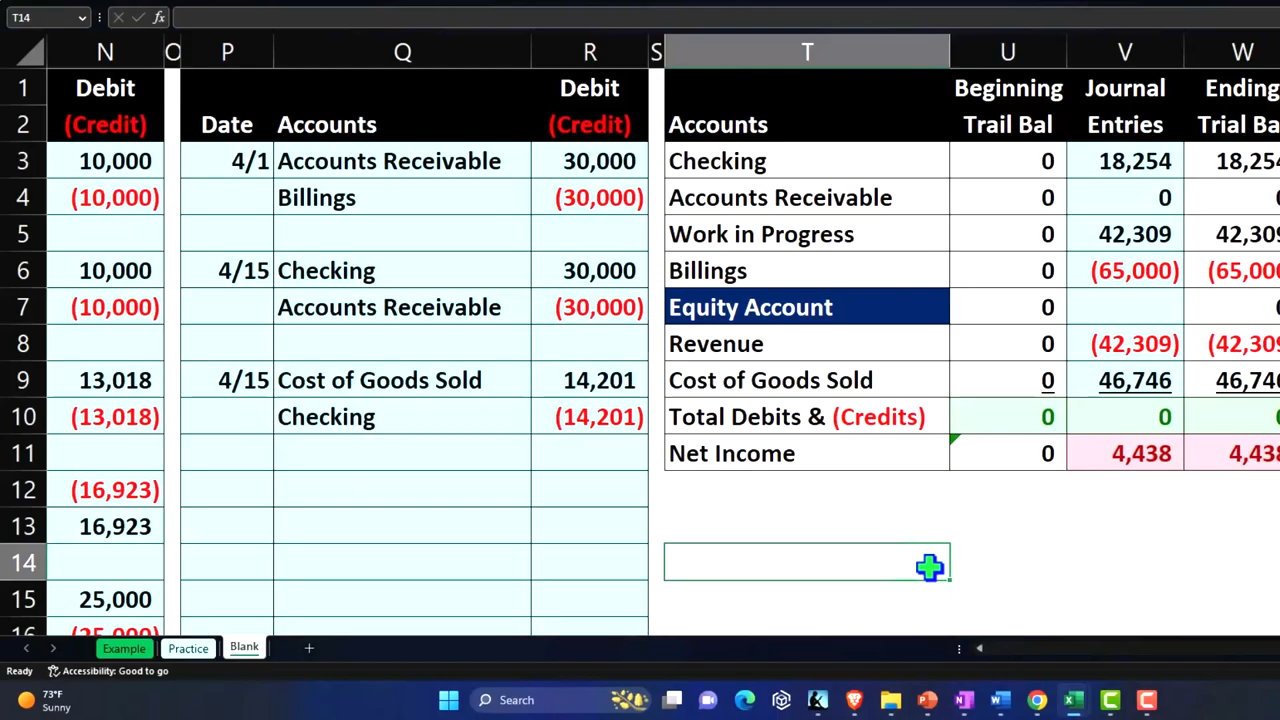 T14 fx
N O P Q R S T U V W
1 Debit Debit Beginning Journal Ending
2 (Credit) Date Accounts (Credit) Accounts Trail Bal Entries Trial Ba
3 10,000 4/1 Accounts Receivable 30,000 Checking 0 18,254 18,254
4 (10,000) Billings (30,000) Accounts Receivable 0 0
5 Work in Progress 0 42,309 42,309
6 10,000 4/15 Checking 30,000 Billings 0 (65,000) (65,000
7 (10,000) Accounts Receivable (30,000) Equity Account 0
8 Revenue 0 (42,309) (42,309
9 13,018 4/15 Cost of Goods Sold 14,201 Cost of Goods Sold 0 46,746 46,746
10 (13,018) Checking (14,201) Total Debits & (Credits) 0 0
11 Net Income 0 4,438 4,438
12 (16,923)
13 16,923
14
15 25,000
16 (25,000)
Example Practice Blank +
Ready Accessibility: Good to go
73°F
Sunny
Search